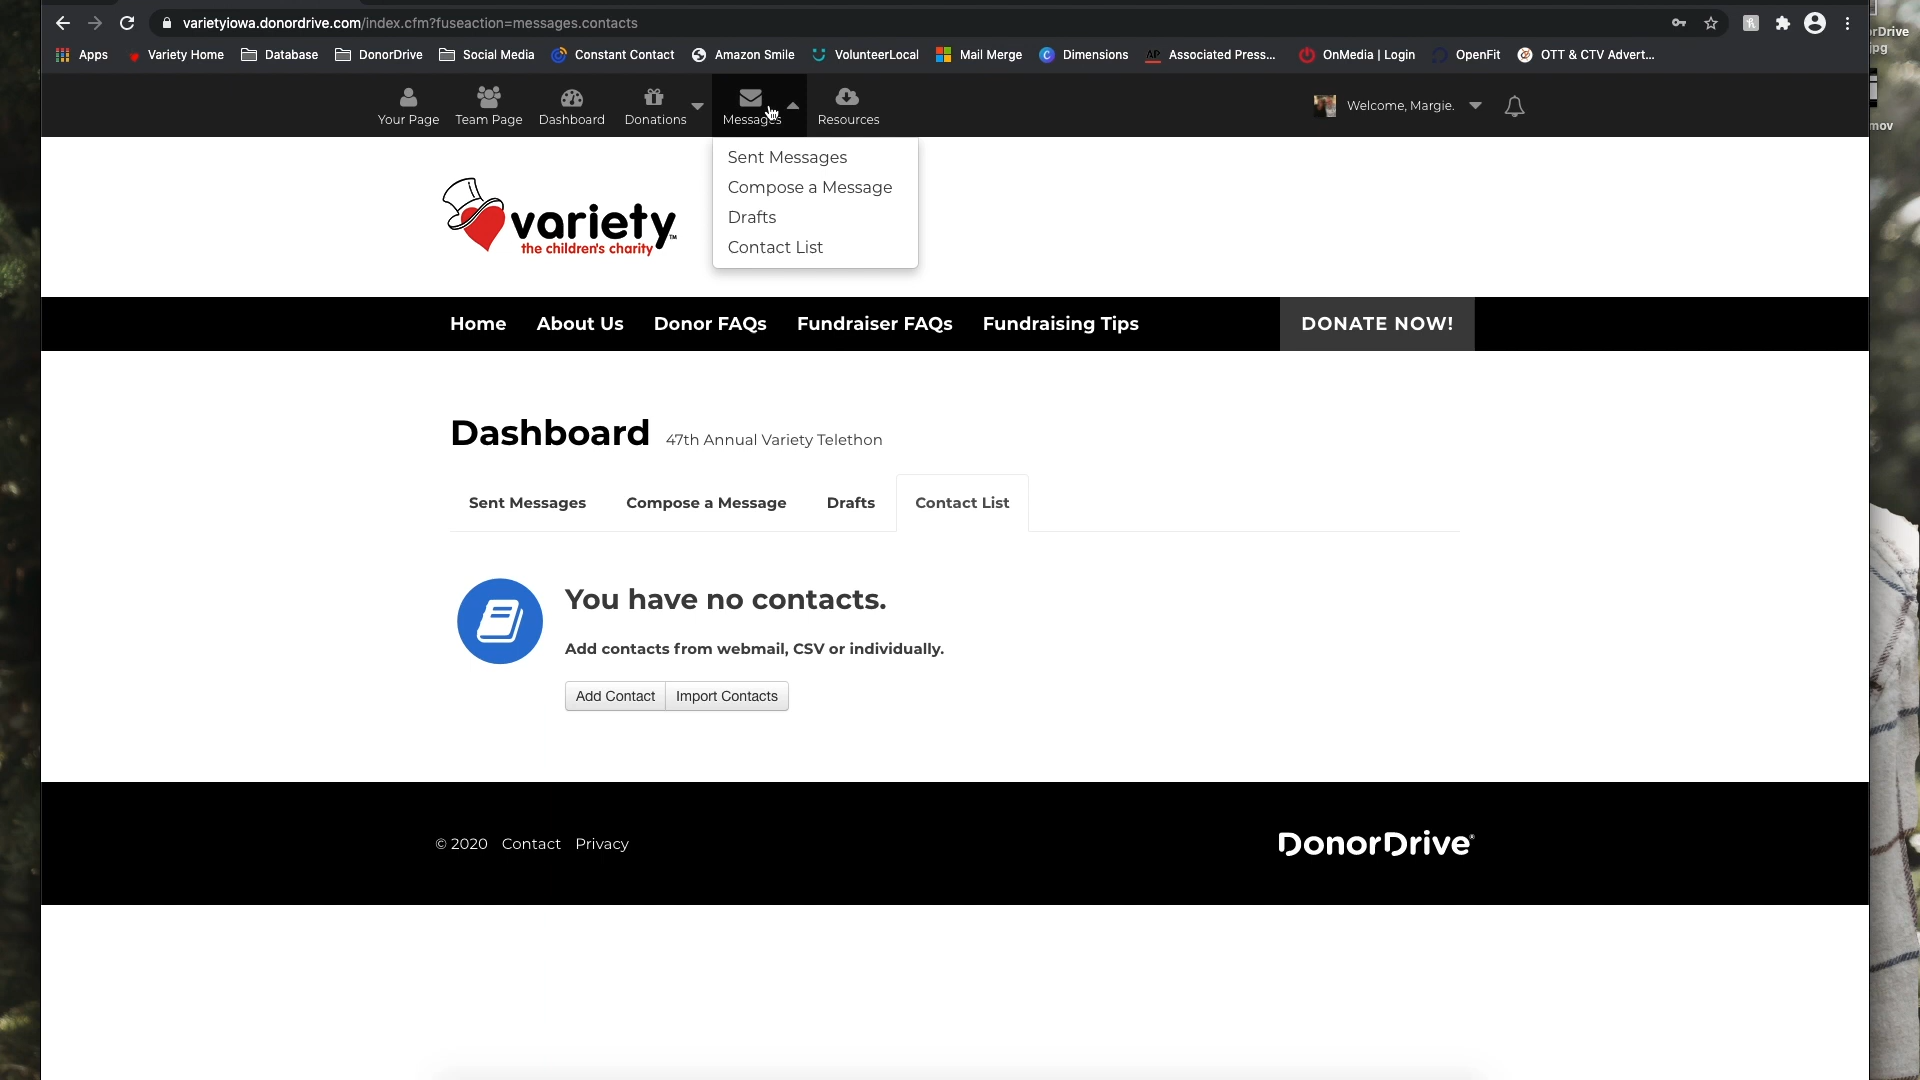 varietyiowa.donordrive.com/index.cfm?fuseaction=messages.contacts
Apps Variety Home Database DonorDrive Social Media Constant Contact Amazon Smile VolunteerLocal Mail Merge Dimensions AP Associated Press... OnMedia | Login OpenFit OTT & CTV Advert...
Your Page Team Page Dashboard Donations Messages Resources Welcome, Margie.
Sent Messages
Compose a Message
Drafts
Contact List
variety™
the children's charity
Home About Us Donor FAQs Fundraiser FAQs Fundraising Tips DONATE NOW!
Dashboard 47th Annual Variety Telethon
Sent Messages Compose a Message Drafts Contact List
You have no contacts.
Add contacts from webmail, CSV or individually.
Add Contact Import Contacts
© 2020 Contact Privacy DonorDrive®